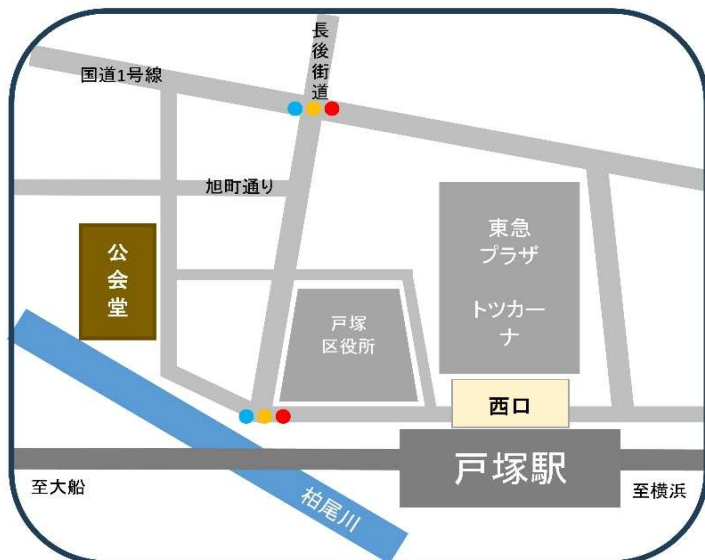 長後街道
国道1号線
旭町通り
公会堂
東急
プラザ
トツカー
ナ
戸塚
区役所
西口
戸塚駅
至大船
至横浜
柏尾川